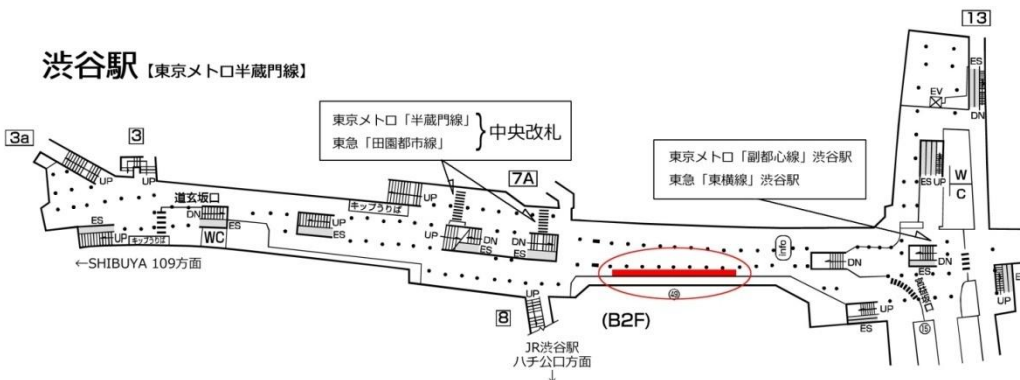 渋谷駅【東京メトロ半蔵門線】
13
ES
EV
DN
3a
3
UP
UP
東京メトロ「半蔵門線」
東急「田園都市線」
中央改札
東京メトロ「副都心線」渋谷駅
東急「東横線」渋谷駅
ES
UP
W
C
7A
道玄坂口
キップうりば
UP
ES
DN
ES
UP
キップうりば
WC
UP
ES
UP
DN
ES
DN
ES
Info
DN
DN
ES
←SHIBUYA 109方面
UP
8
(B2F)
UP
ES
UP
ES
JR渋谷駅
ハチ公口方面
↓